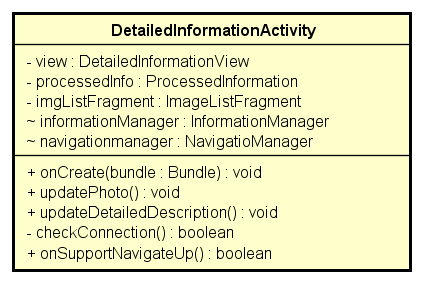 DetailedInformationActivity
- view : DetailedInformationView
- processedInfo : ProcessedInformation
- imgListFragment : ImageListFragment
~ informationManager : InformationManager
~ navigationmanager : NavigatioManager
+ onCreate(bundle : Bundle) : void
+ updatePhoto() : void
+ updateDetailedDescription() : void
- checkConnection() : boolean
+ onSupportNavigateUp() : boolean